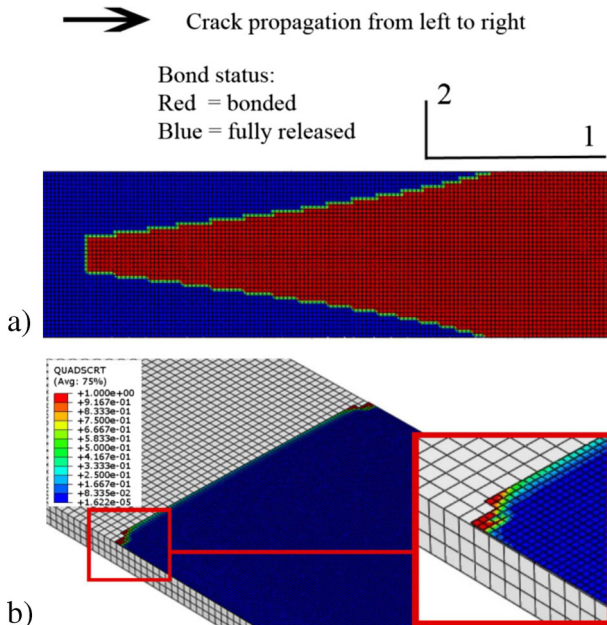 Crack propagation from left to right
Bond status:
Red = bonded
Blue = fully released
2
1
a)
QUADSCRT
(Avg: 75%)
+1.000e+00
+9.167e-01
+8.333e-01
+7.500e-01
+6.667e-01
+5.833e-01
+5.000e-01
+4.167e-01
+3.333e-01
+2.500e-01
+1.667e-01
+8.335e-02
+1.622e-05
b)